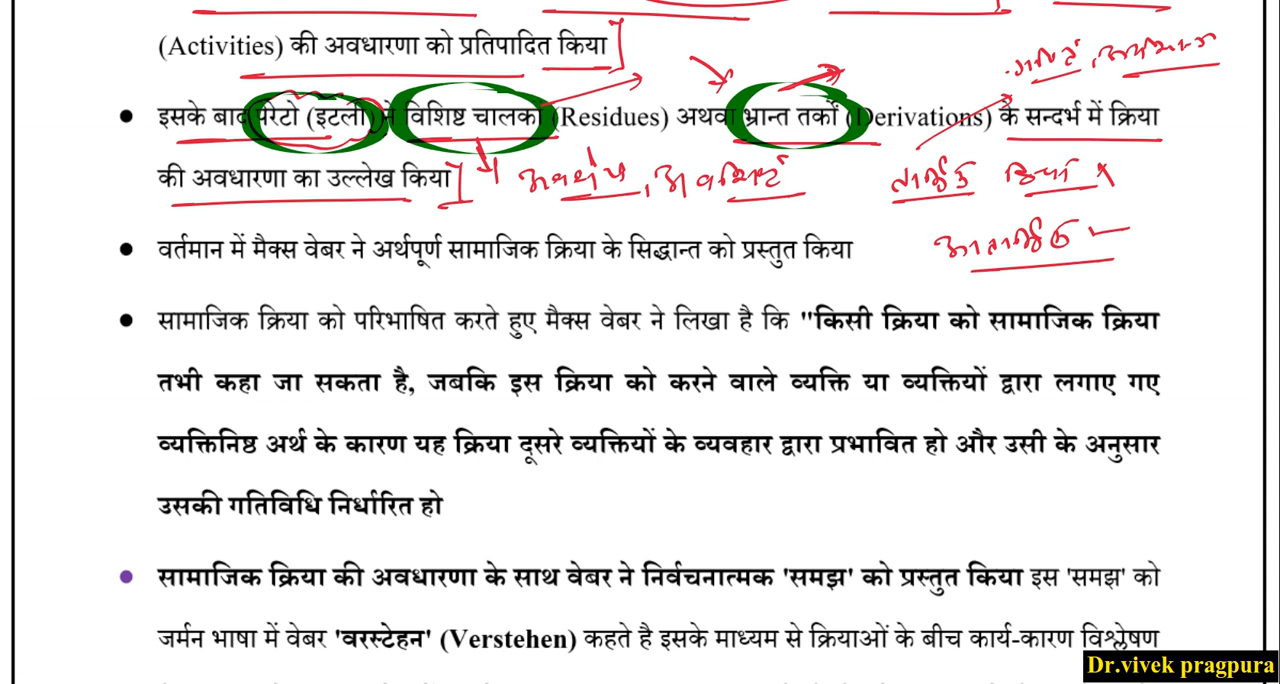 (Activities) की अवधारणा को प्रतिपादित किया
• इसके बाद परेटो (इटली) ने विशिष्ट चालकों (Residues) अथवा भ्रान्त तर्कों (Derivations) के सन्दर्भ में क्रिया
की अवधारणा का उल्लेख किया
अवशेष, अवशिष्ट
तार्किक क्रिया
अतार्किक
• वर्तमान में मैक्स वेबर ने अर्थपूर्ण सामाजिक क्रिया के सिद्धान्त को प्रस्तुत किया
• सामाजिक क्रिया को परिभाषित करते हुए मैक्स वेबर ने लिखा है कि "किसी क्रिया को सामाजिक क्रिया
तभी कहा जा सकता है, जबकि इस क्रिया को करने वाले व्यक्ति या व्यक्तियों द्वारा लगाए गए
व्यक्तिनिष्ठ अर्थ के कारण यह क्रिया दूसरे व्यक्तियों के व्यवहार द्वारा प्रभावित हो और उसी के अनुसार
उसकी गतिविधि निर्धारित हो
• सामाजिक क्रिया की अवधारणा के साथ वेबर ने निर्वचनात्मक 'समझ' को प्रस्तुत किया इस 'समझ' को
जर्मन भाषा में वेबर 'वरस्टेहन' (Verstehen) कहते है इसके माध्यम से क्रियाओं के बीच कार्य-कारण विश्लेषण
Dr.vivek pragpura